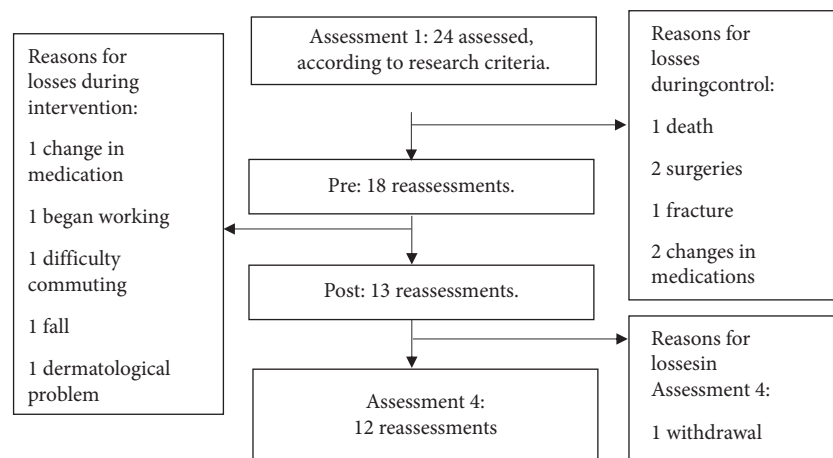 Reasons for
losses during
intervention:
1 change in
medication
1 began working
1 difficulty
commuting
1 fall
1 dermatological
problem
Assessment 1: 24 assessed,
according to research criteria.
Pre: 18 reassessments.
Post: 13 reassessments.
Assessment 4:
12 reassessments
Reasons for
losses
duringcontrol:
1 death
2 surgeries
1 fracture
2 changes in
medications
Reasons for
lossesin
Assessment 4:
1 withdrawal